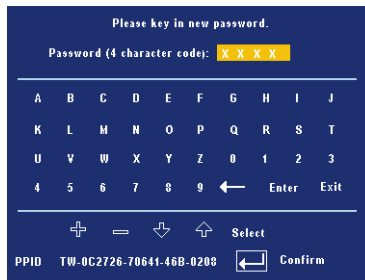 Please key in new password.
Password (4 character code): X X X X
A B C D E F G H I J
K L M N O P Q R S T
U V W X Y Z 0 1 2 3
4 5 6 7 8 9 ← Enter Exit
Select
PPID TW-0C2726-70641-46B-0208 Confirm